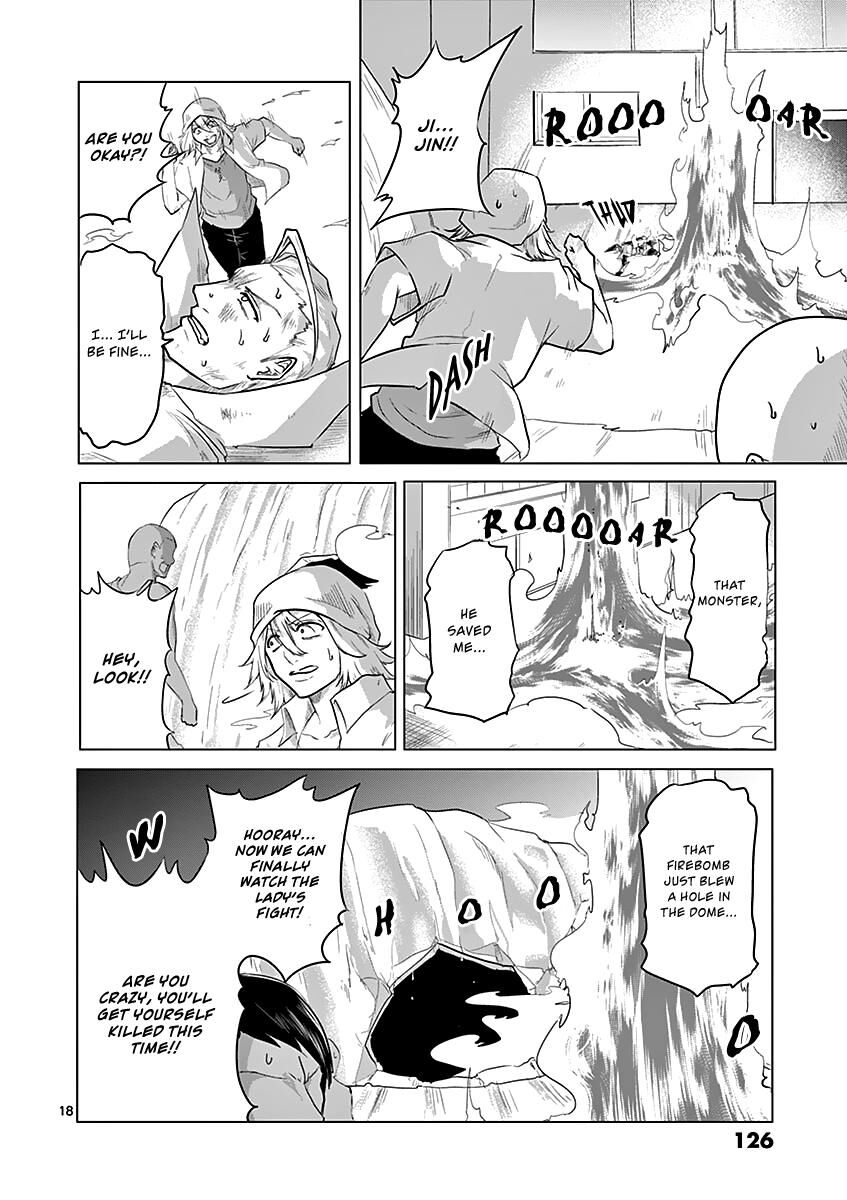 JI...
JIN!!
ROOO
OAR
THUD
DASH
ARE YOU
OKAY?!
I... I'LL
BE FINE...
ROOOOAR
THAT
MONSTER,
HE
SAVED
ME...
HEY,
LOOK!!
THAT
FIREBOMB
JUST BLEW
A HOLE IN
THE DOME...
W
H
O
O
O
HOORAY...
NOW WE CAN
FINALLY
WATCH THE
LADY'S
FIGHT!
ARE YOU
CRAZY, YOU'LL
GET YOURSELF
KILLED THIS
TIME!!
18
126